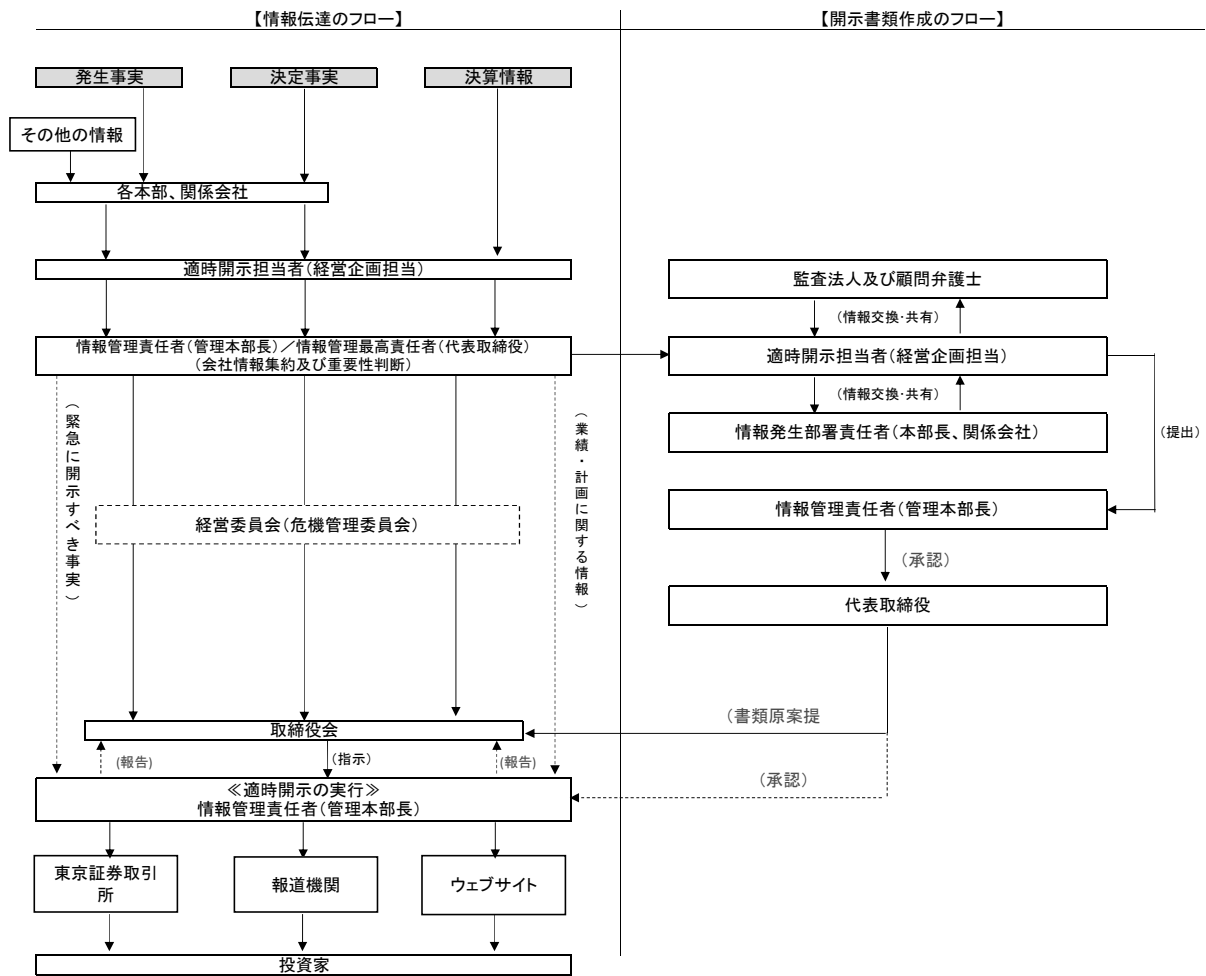 【情報伝達のフロー】
【開示書類作成のフロー】
発生事実
決定事実
決算情報
その他の情報
各本部、関係会社
適時開示担当者(経営企画担当)
情報管理責任者(管理本部長)／情報管理最高責任者(代表取締役)
(会社情報集約及び重要性判断)
(緊急に開示すべき事実)
(業績・計画に関する情報)
経営委員会(危機管理委員会)
取締役会
(報告)
(指示)
(報告)
≪適時開示の実行≫
情報管理責任者(管理本部長)
東京証券取引
所
報道機関
ウェブサイト
投資家
監査法人及び顧問弁護士
(情報交換・共有)
適時開示担当者(経営企画担当)
(情報交換・共有)
情報発生部署責任者(本部長、関係会社)
(提出)
情報管理責任者(管理本部長)
(承認)
代表取締役
(書類原案提
(承認)